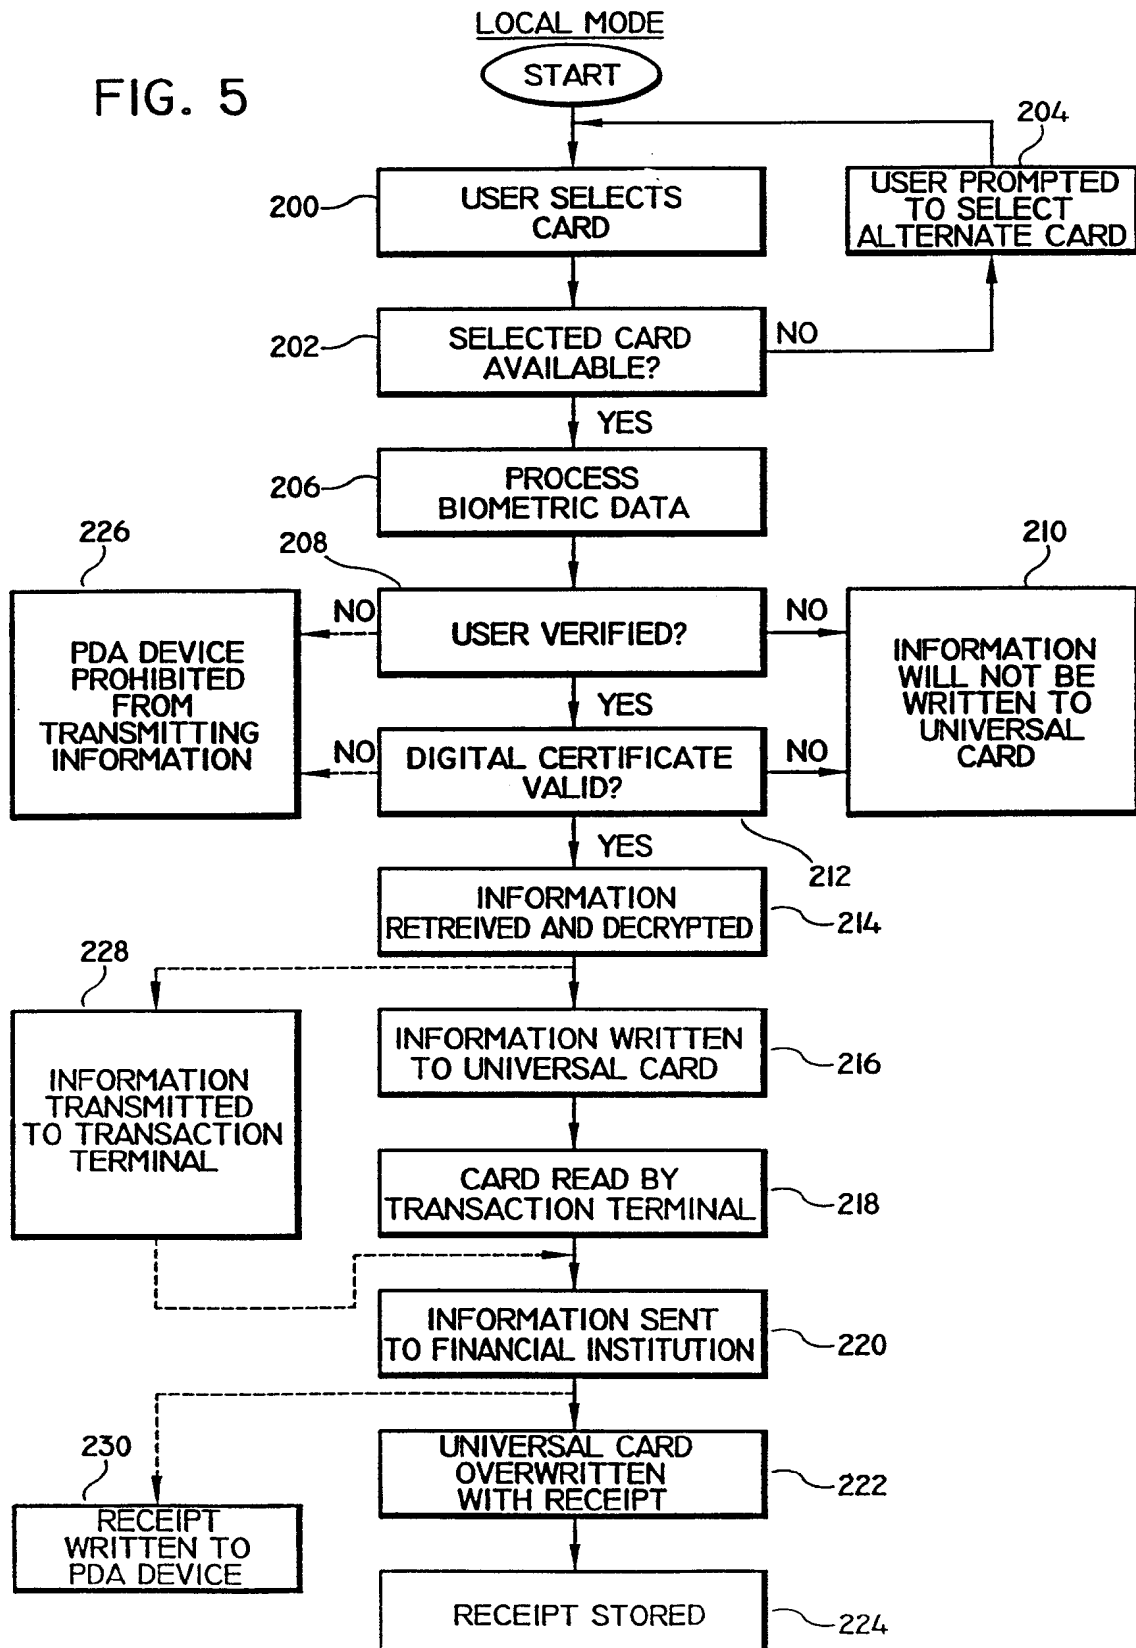 LOCAL MODE
START
FIG. 5
204
200
USER SELECTS
CARD
USER PROMPTED
TO SELECT
ALTERNATE CARD
202
SELECTED CARD
AVAILABLE?
NO
YES
206
PROCESS
BIOMETRIC DATA
226
208
210
NO
USER VERIFIED?
NO
PDA DEVICE
PROHIBITED
FROM
TRANSMITTING
INFORMATION
INFORMATION
WILL NOT BE
WRITTEN TO
UNIVERSAL
CARD
YES
NO
DIGITAL CERTIFICATE
VALID?
NO
YES
212
INFORMATION
RETREIVED AND DECRYPTED
214
228
INFORMATION
TRANSMITTED
TO TRANSACTION
TERMINAL
INFORMATION WRITTEN
TO UNIVERSAL CARD
216
CARD READ BY
TRANSACTION TERMINAL
218
INFORMATION SENT
TO FINANCIAL INSTITUTION
220
230
UNIVERSAL CARD
OVERWRITTEN
WITH RECEIPT
222
RECEIPT
WRITTEN TO
PDA DEVICE
RECEIPT STORED
224